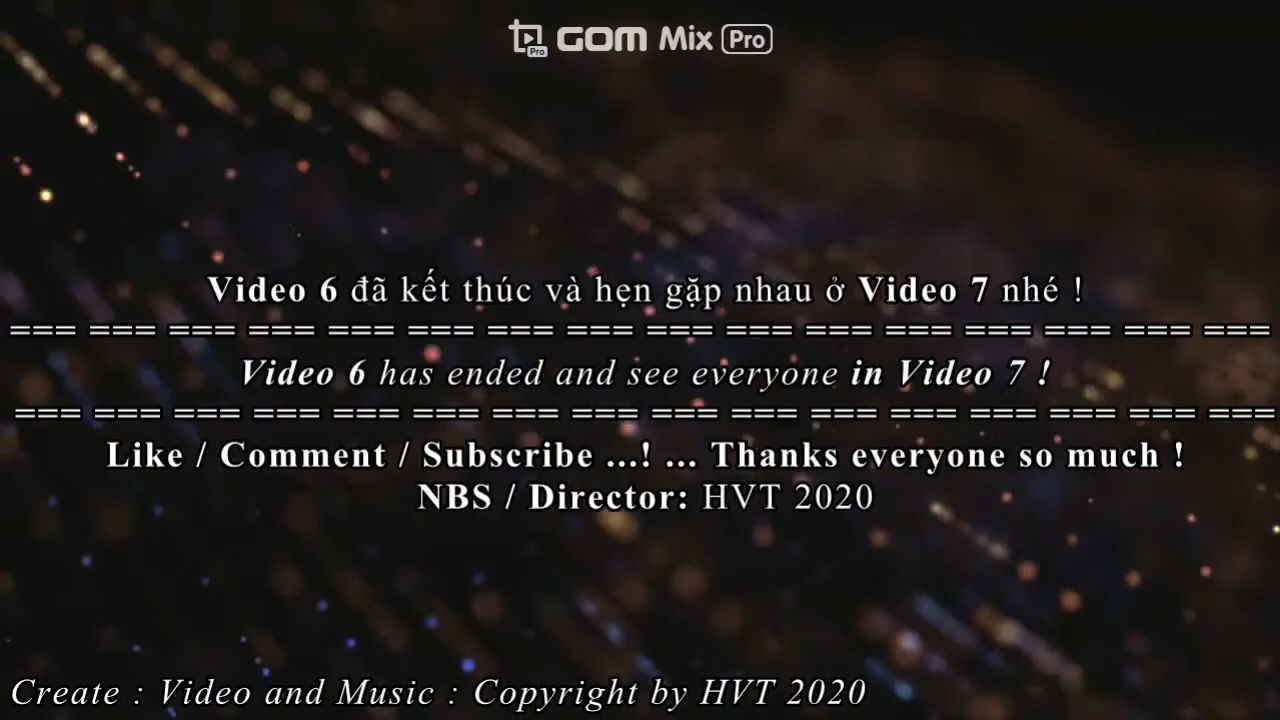 GOM Mix Pro
Video 6 đã kết thúc và hẹn gặp nhau ở Video 7 nhé !
=== === === === === === === === === === === === === === === ===
Video 6 has ended and see everyone in Video 7 !
=== === === === === === === === === === === === === === === ===
Like / Comment / Subscribe ...! ... Thanks everyone so much !
NBS / Director: HVT 2020
Create : Video and Music : Copyright by HVT 2020